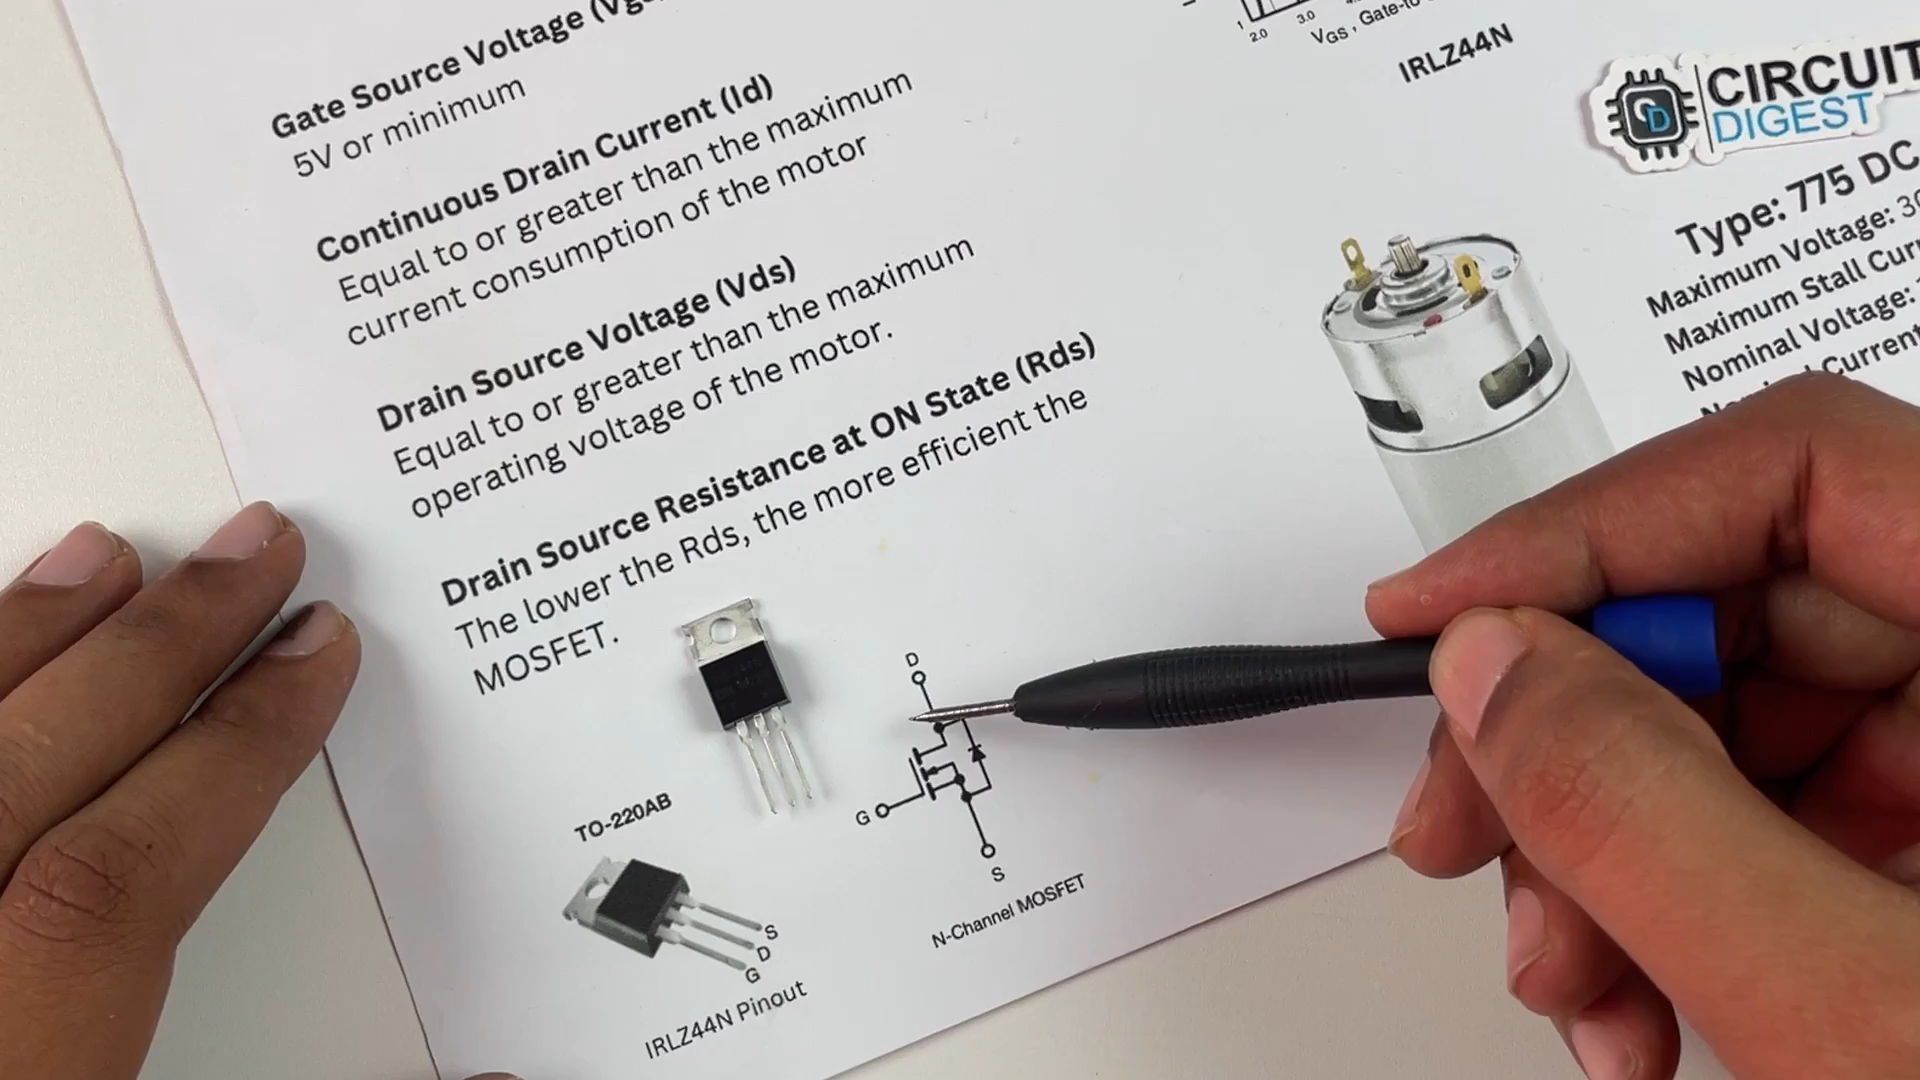 Gate Source Voltage
5V or minimum
Continuous Drain Current (Id)
Equal to or greater than the maximum
current consumption of the motor
Drain Source Voltage (Vds)
Equal to or greater than the maximum
operating voltage of the motor.
Drain Source Resistance at ON State (Rds)
The lower the Rds, the more efficient the
MOSFET.
TO-220AB
S
D
G
IRLZ44N Pinout
D
G
S
N-Channel MOSFET
1
2.0
3.0
VGS , Gate-to
IRLZ44N
CIRCUIT
DIGEST
D
Type: 775 DC
Maximum Voltage:
Maximum Stall
Nominal Voltage:
Current